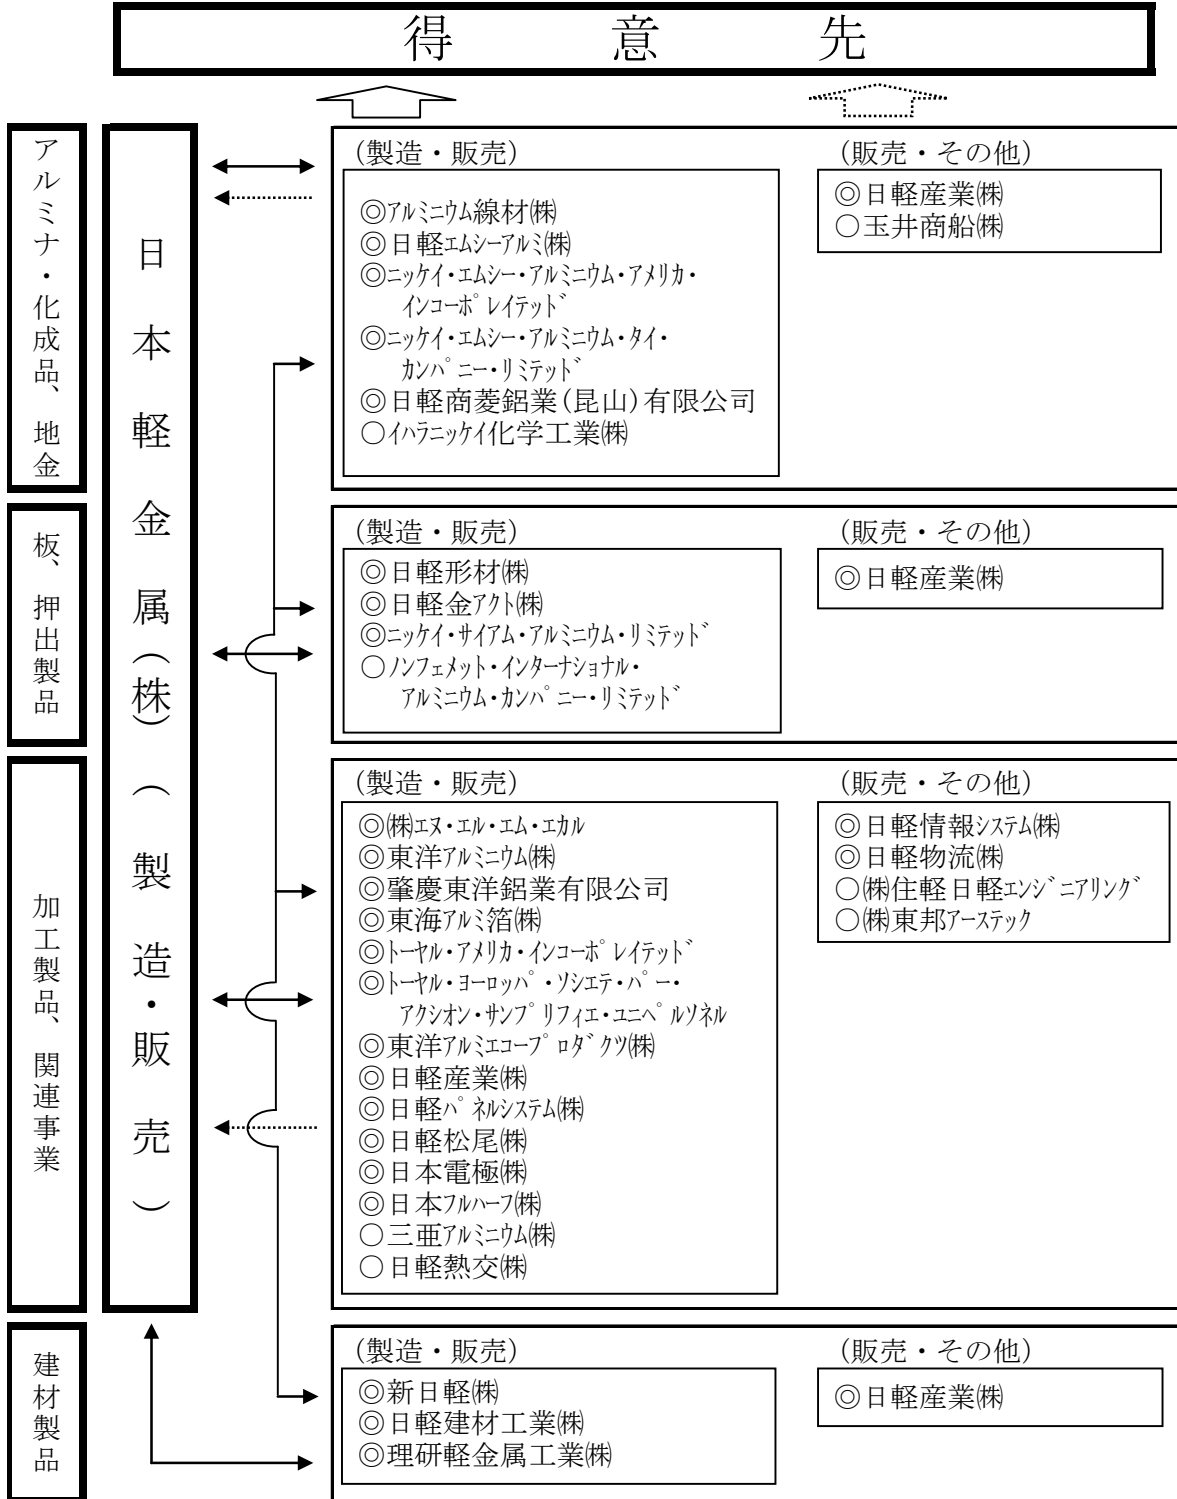 得意先
アルミナ・化成品、地金
日本軽金属(株)(製造・販売)
(製造・販売)
◎アルミニウム線材㈱
◎日軽エムシーアルミ㈱
◎ニッケイ・エムシー・アルミニウム・アメリカ・
インコーポレイテッド
◎ニッケイ・エムシー・アルミニウム・タイ・
カンパニー・リミテッド
◎日軽商菱鋁業(昆山)有限公司
○イハラニッケイ化学工業㈱
(販売・その他)
◎日軽産業㈱
○玉井商船㈱
板、押出製品
(製造・販売)
◎日軽形材㈱
◎日軽金アクト㈱
◎ニッケイ・サイアム・アルミニウム・リミテッド
○ノンフェメット・インターナショナル・
アルミニウム・カンパニー・リミテッド
(販売・その他)
◎日軽産業㈱
加工製品、関連事業
(製造・販売)
◎㈱エヌ・エル・エム・エカル
◎東洋アルミニウム㈱
◎肇慶東洋鋁業有限公司
◎東海アルミ箔㈱
◎トーヤル・アメリカ・インコーポレイテッド
◎トーヤル・ヨーロッパ・ソシエテ・パー・
アクシオン・サンプリフィエ・ユニペルソネル
◎東洋アルミエコープロダクツ㈱
◎日軽産業㈱
◎日軽パネルシステム㈱
◎日軽松尾㈱
◎日本電極㈱
◎日本フルハーフ㈱
○三亜アルミニウム㈱
○日軽熱交㈱
(販売・その他)
◎日軽情報システム㈱
◎日軽物流㈱
○㈱住軽日軽エンジニアリング
○㈱東邦アーステック
建材製品
(製造・販売)
◎新日軽㈱
◎日軽建材工業㈱
◎理研軽金属工業㈱
(販売・その他)
◎日軽産業㈱